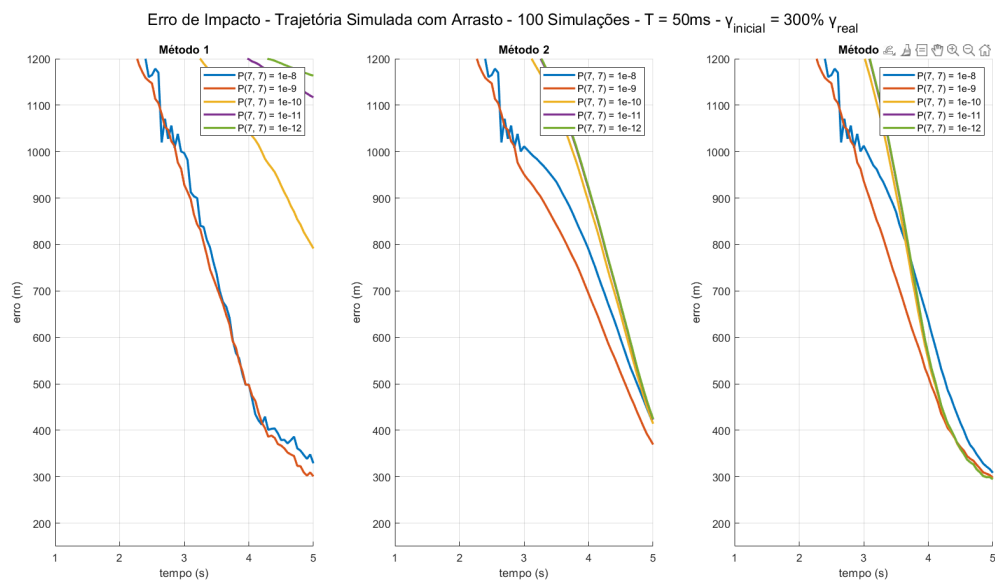 Erro de Impacto - Trajetória Simulada com Arrasto - 100 Simulações - T = 50ms - γinicial = 300% γreal
Método 1
1200
1100
1000
900
800
700
600
500
400
300
200
1 2 3 4 5
erro (m)
tempo (s)
P(7, 7) = 1e-8
P(7, 7) = 1e-9
P(7, 7) = 1e-10
P(7, 7) = 1e-11
P(7, 7) = 1e-12
Método 2
1200
1100
1000
900
800
700
600
500
400
300
200
1 2 3 4 5
erro (m)
tempo (s)
P(7, 7) = 1e-8
P(7, 7) = 1e-9
P(7, 7) = 1e-10
P(7, 7) = 1e-11
P(7, 7) = 1e-12
Método
1200
1100
1000
900
800
700
600
500
400
300
200
1 2 3 4 5
erro (m)
tempo (s)
P(7, 7) = 1e-8
P(7, 7) = 1e-9
P(7, 7) = 1e-10
P(7, 7) = 1e-11
P(7, 7) = 1e-12